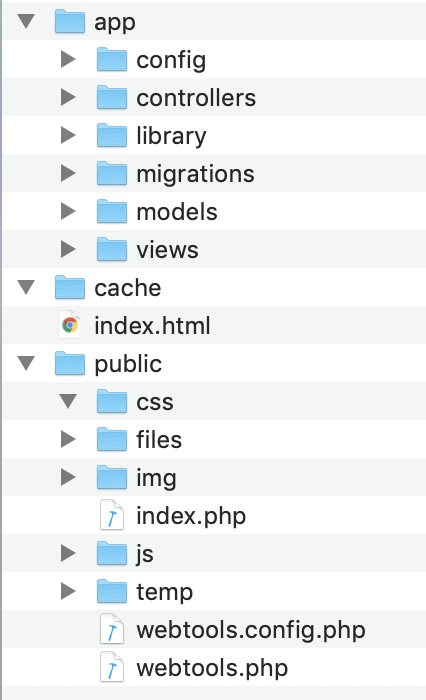 app
config
controllers
library
migrations
models
views
cache
index.html
public
css
files
img
index.php
js
temp
webtools.config.php
webtools.php